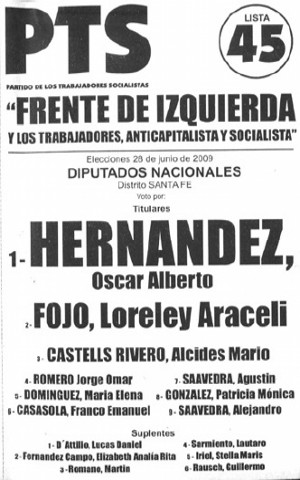 PTS
LISTA
45
PARTIDO DE LOS TRABAJADORES SOCIALISTAS
"FRENTE DE IZQUIERDA
Y LOS TRABAJADORES, ANTICAPITALISTA Y SOCIALISTA"
Elecciones 28 de junio de 2009
DIPUTADOS NACIONALES
Distrito SANTA FE
Voto por:
Titulares
1- HERNANDEZ,
Oscar Alberto
2- FOJO, Loreley Araceli
3- CASTELLS RIVERO, Alcides Mario
4- ROMERO Jorge Omar
5- DOMINGUEZ, Maria Elena
6- CASASOLA, Franco Emanuel
7- SAAVEDRA, Agustin
8- GONZALEZ, Patricia Mónica
9- SAAVEDRA, Alejandro
Suplentes
1- D´Attillo, Lucas Daniel
2- Fernandez Campo, Elizabeth Analía Rita
3- Romano, Martin
4- Sarmiento, Lautaro
5- Iriol, Stella Maris
6- Rausch, Guillermo